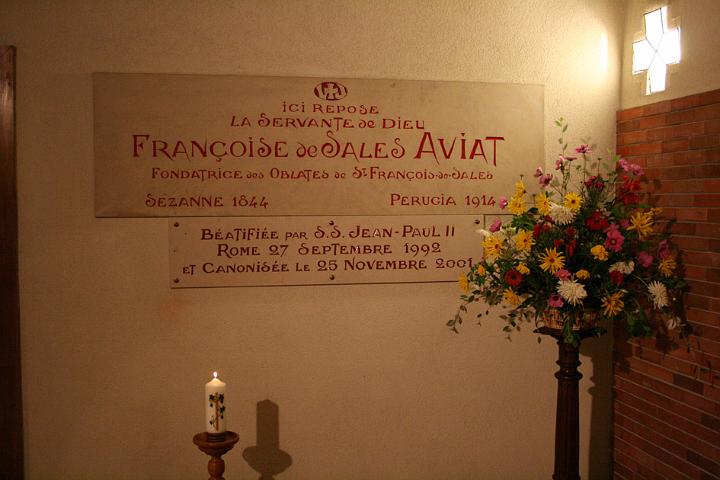 ICI REPOSE
LA SERVANTE de DIEU
FRANÇOISE de SALES AVIAT
FONDATRICE des OBLATES de St FRANÇOIS-de-SALES
SÉZANNE 1844 PERUGIA 1914
BÉATIFIÉE PAR S.S. JEAN-PAUL II
ROME 27 SEPTEMBRE 1992
ET CANONISÉE LE 25 NOVEMBRE 2001